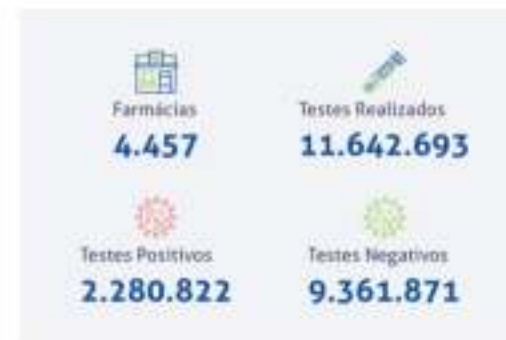 Farmácias
4.457
Testes Realizados
11.642.693
Testes Positivos
2.280.822
Testes Negativos
9.361.871